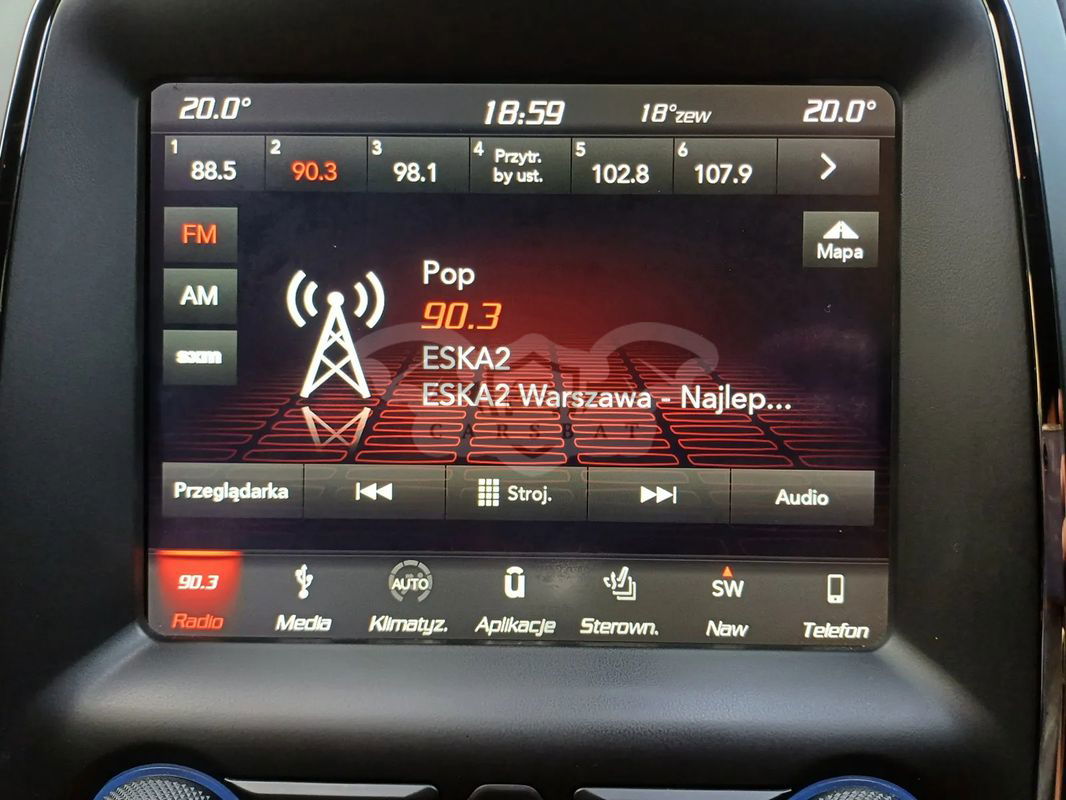 20.0° 18:59 18°zew 20.0°
1 88.5 2 90.3 3 98.1 4 Przytr. by ust. 5 102.8 6 107.9
FM
Mapa
AM
sxm
Pop
90.3
ESKA2
ESKA2 Warszawa - Najlep...
CARSBAT
Przeglądarka Stroj. Audio
90.3 AUTO ū SW
Radio Media Klimatyz. Aplikacje Sterown. Naw Telefon